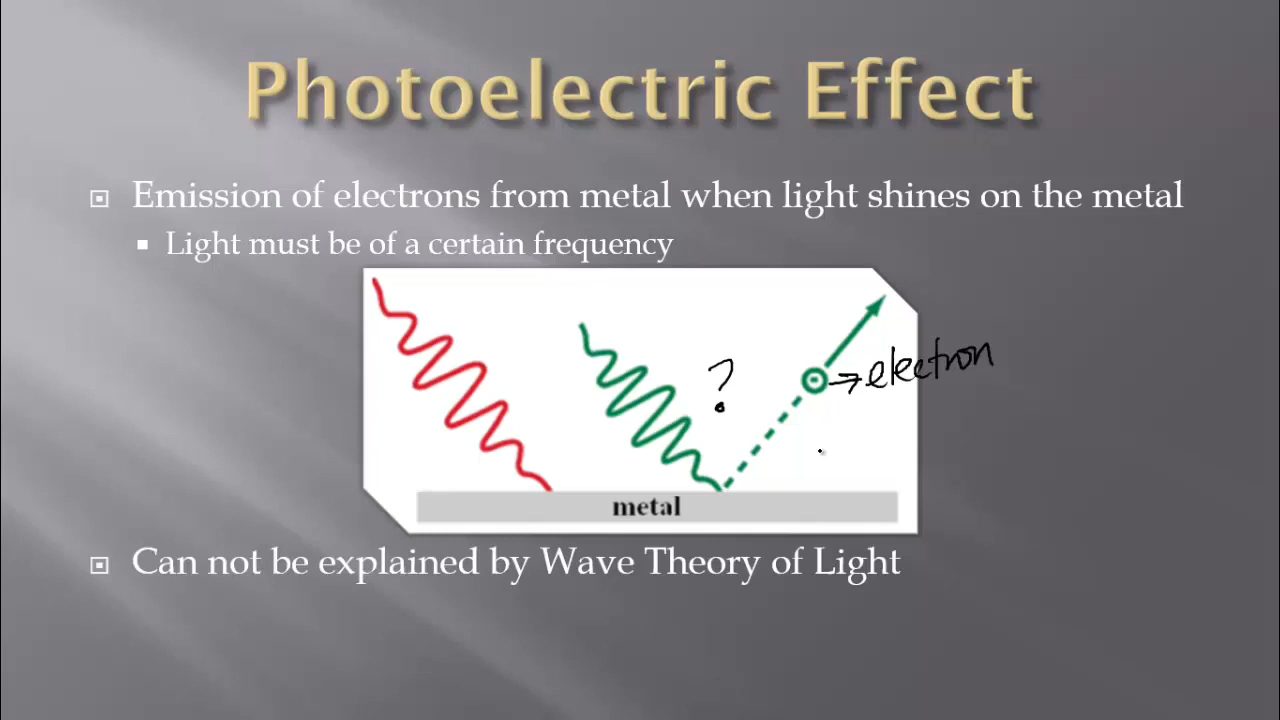 Photoelectric Effect
Emission of electrons from metal when light shines on the metal
Light must be of a certain frequency
?
electron
metal
Can not be explained by Wave Theory of Light